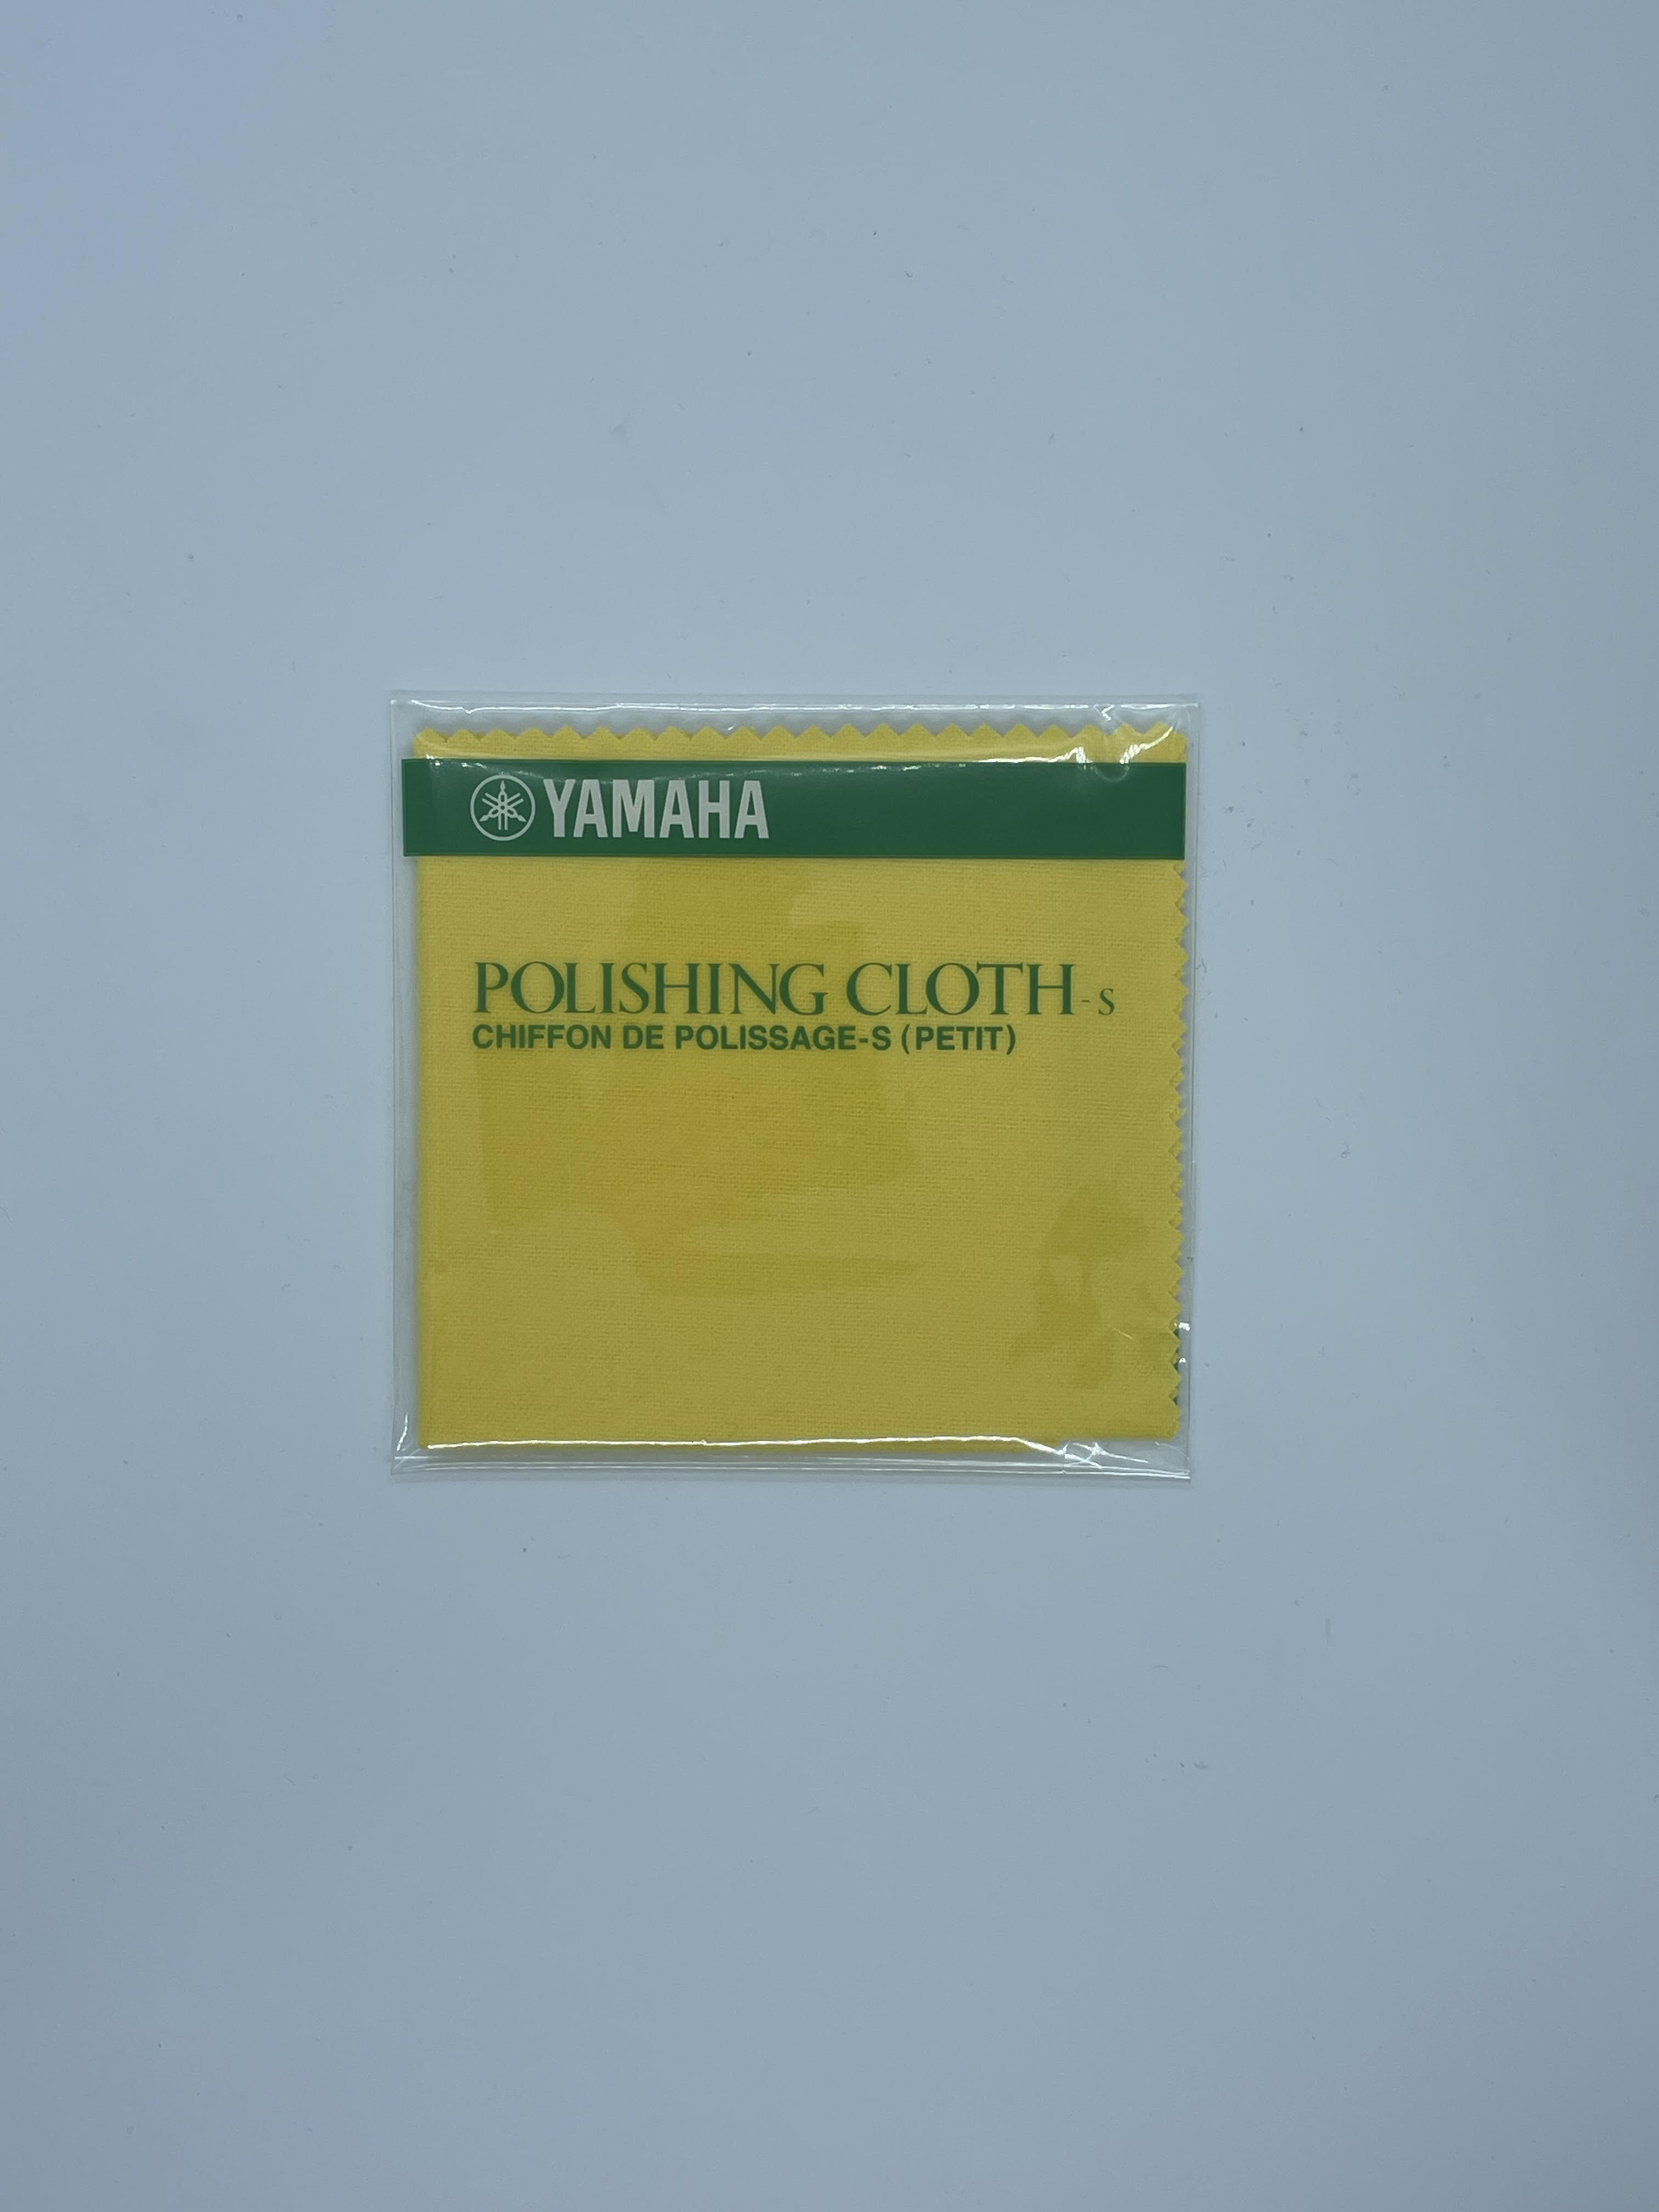 YAMAHA
POLISHING CLOTH-S
CHIFFON DE POLISSAGE-S (PETIT)